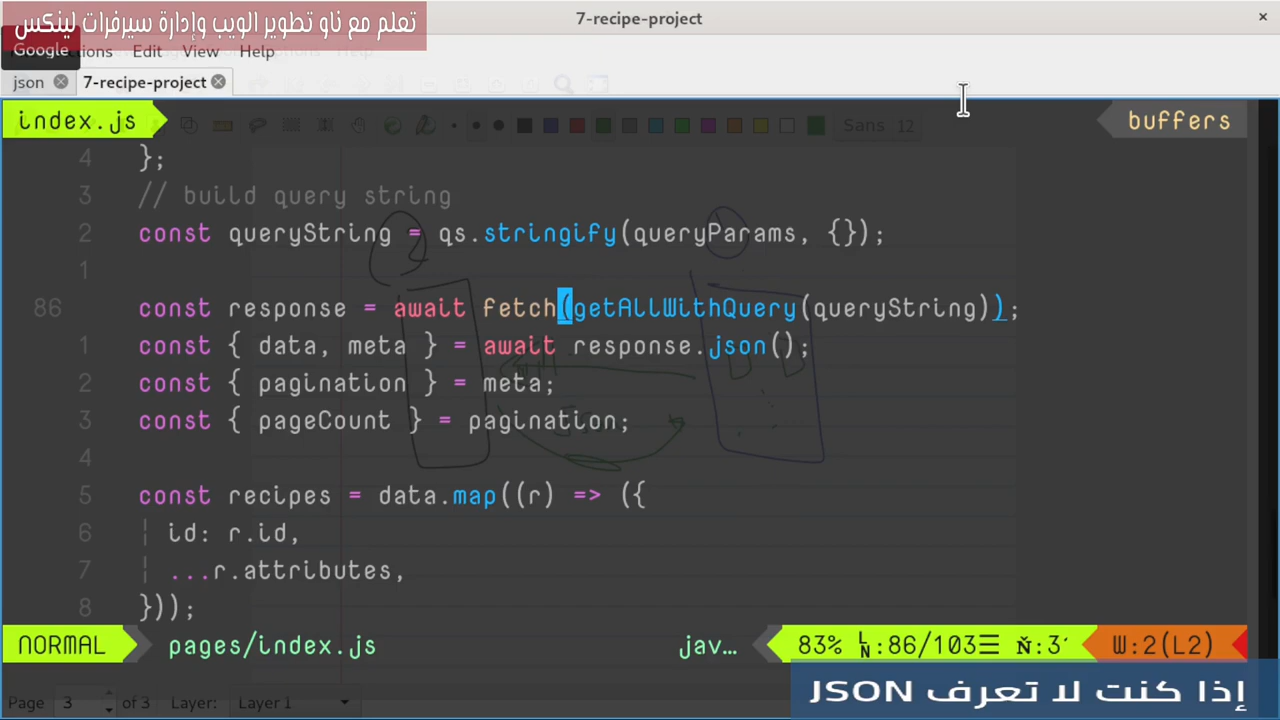 7-recipe-project
تعلم مع ناو تطوير الويب وإدارة سيرفرات لينكس
Google
Edit View Help
json
7-recipe-project
index.js
Sans 12
buffers
4 };
3 // build query string
2 const queryString = qs.stringify(queryParams, {});
1
86 const response = await fetch(getAllWithQuery(queryString));
1 const { data, meta } = await response.json();
2 const { pagination } = meta;
3 const { pageCount } = pagination;
4
5 const recipes = data.map((r) => ({
6 id: r.id,
7 ...r.attributes,
8 }));
NORMAL pages/index.js jav… 83% LN:86/103☰ Ň:3 W:2(L2)
إذا كنت لا تعرف JSON
Page 3 of 3 Layer: Layer 1